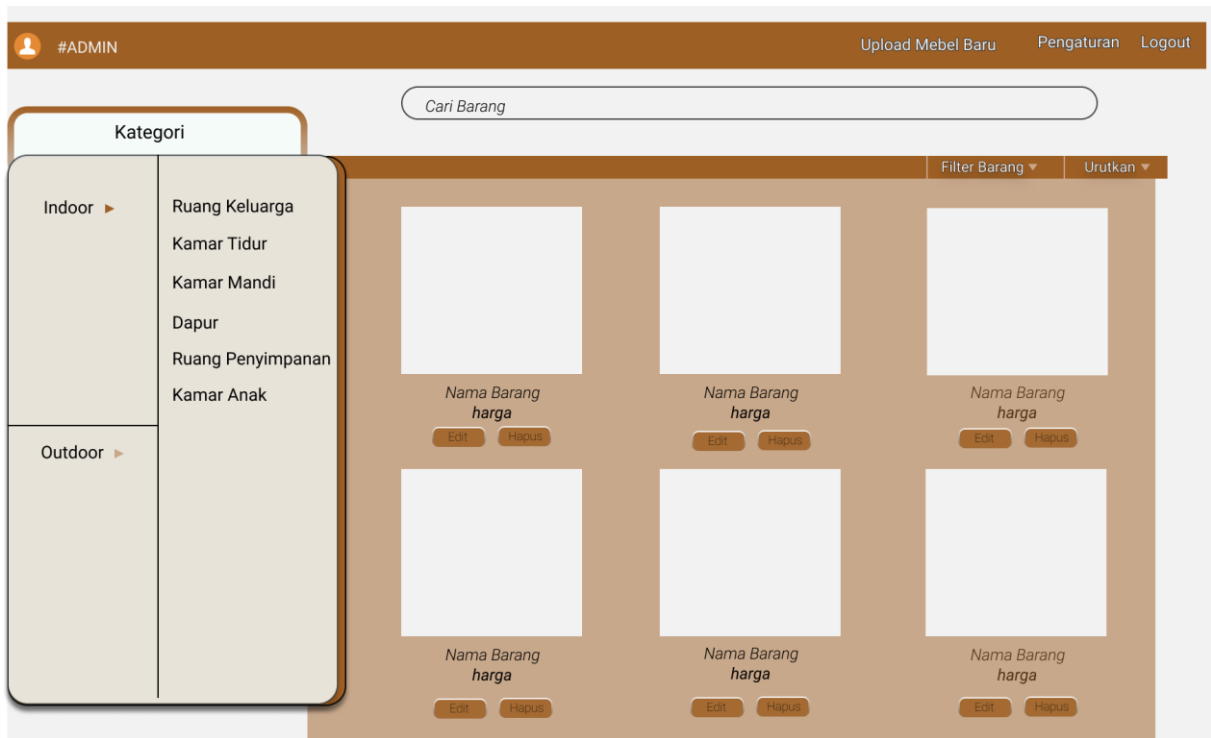 #ADMIN
Upload Mebel Baru
Pengaturan
Logout
Cari Barang
Kategori
Filter Barang
Urutkan
Indoor
Ruang Keluarga
Kamar Tidur
Kamar Mandi
Dapur
Ruang Penyimpanan
Kamar Anak
Outdoor
Nama Barang
harga
Edit
Hapus
Nama Barang
harga
Edit
Hapus
Nama Barang
harga
Edit
Hapus
Nama Barang
harga
Edit
Hapus
Nama Barang
harga
Edit
Hapus
Nama Barang
harga
Edit
Hapus